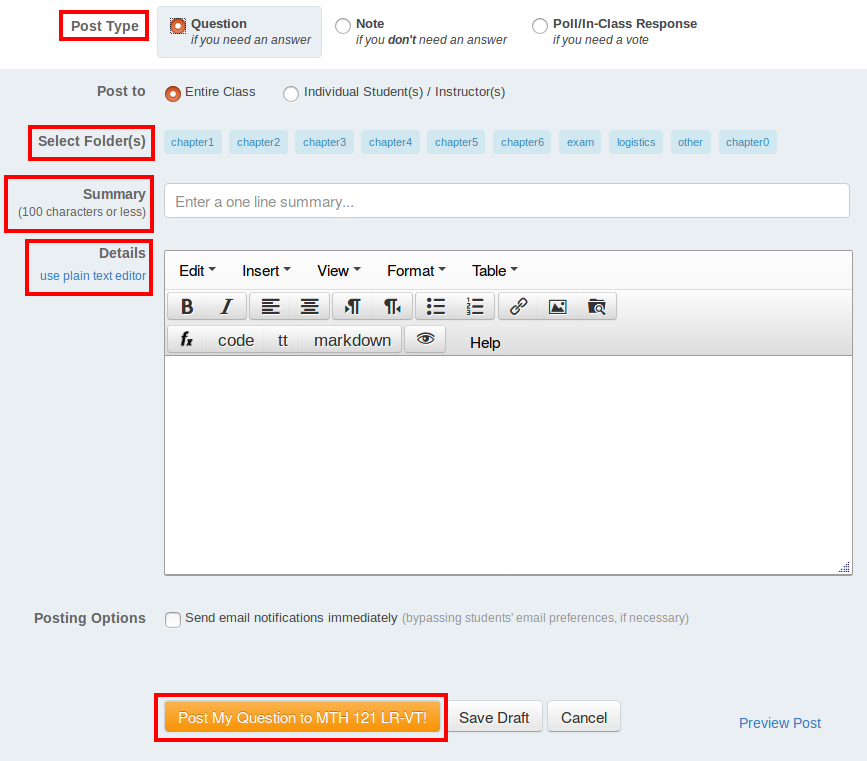 Post Type Question Note Poll/In-Class Response
if you need an answer if you don't need an answer if you need a vote
Post to Entire Class Individual Student(s) / Instructor(s)
Select Folder(s) chapter1 chapter2 chapter3 chapter4 chapter5 chapter6 exam logistics other chapter0
Summary
(100 characters or less) Enter a one line summary...
Details
use plain text editor
Edit Insert View Format Table
B I
fx code tt markdown Help
Posting Options Send email notifications immediately (bypassing students' email preferences, if necessary)
Post My Question to MTH 121 LR-VT! Save Draft Cancel Preview Post